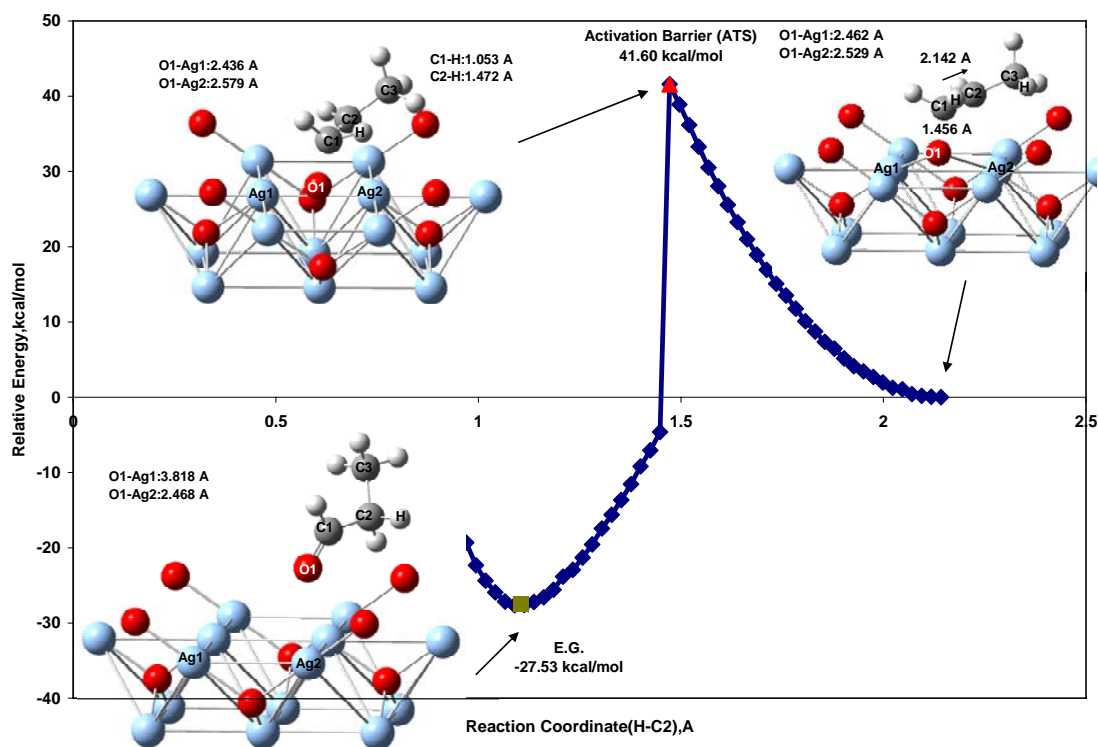 50
40
30
20
10
0
-10
-20
-30
-40
Relative Energy,kcal/mol
0
0.5
1
1.5
2
2.5
Reaction Coordinate(H-C2),A
O1-Ag1:2.436 A
O1-Ag2:2.579 A
C1-H:1.053 A
C2-H:1.472 A
C3
C2
C1
H
Ag1
O1
Ag2
Activation Barrier (ATS)
41.60 kcal/mol
O1-Ag1:2.462 A
O1-Ag2:2.529 A
2.142 A
C3
C1
H
C2
H
1.456 A
O1
Ag1
Ag2
O1-Ag1:3.818 A
O1-Ag2:2.468 A
C3
C2
H
C1
O1
Ag1
Ag2
E.G.
-27.53 kcal/mol